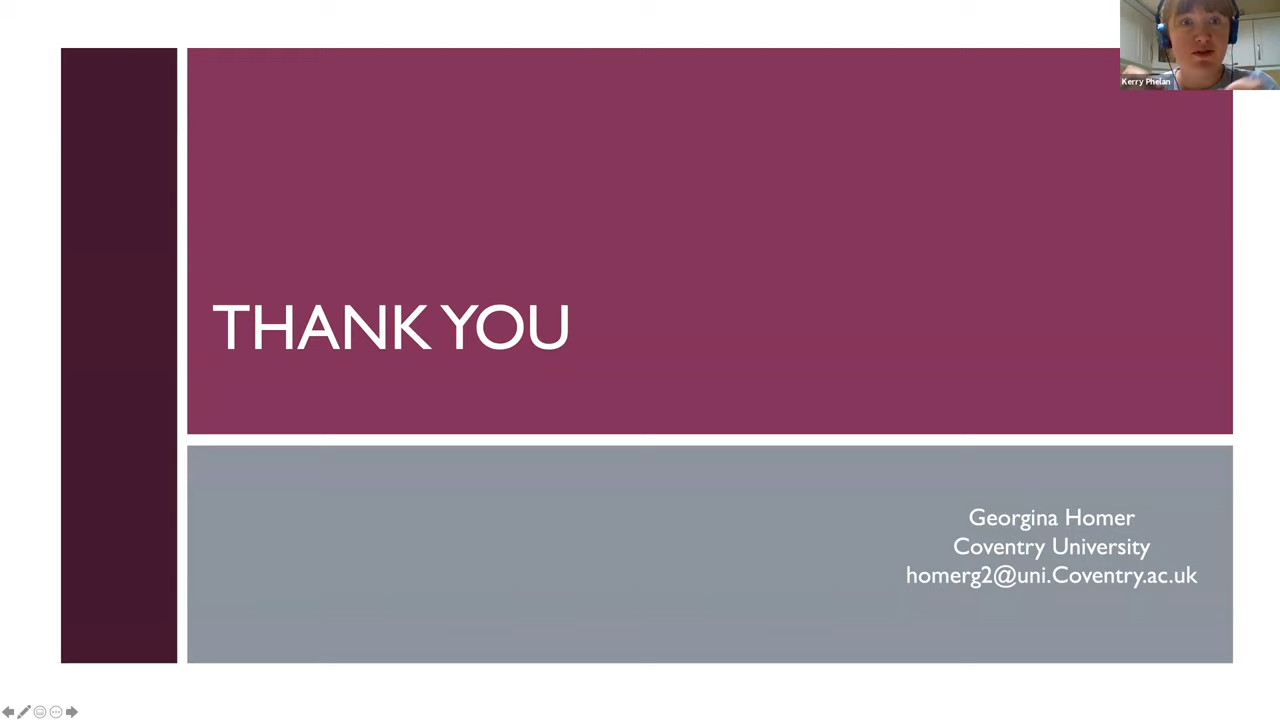 Kerry Phelan
THANK YOU
Georgina Homer
Coventry University
homerg2@uni.Coventry.ac.uk